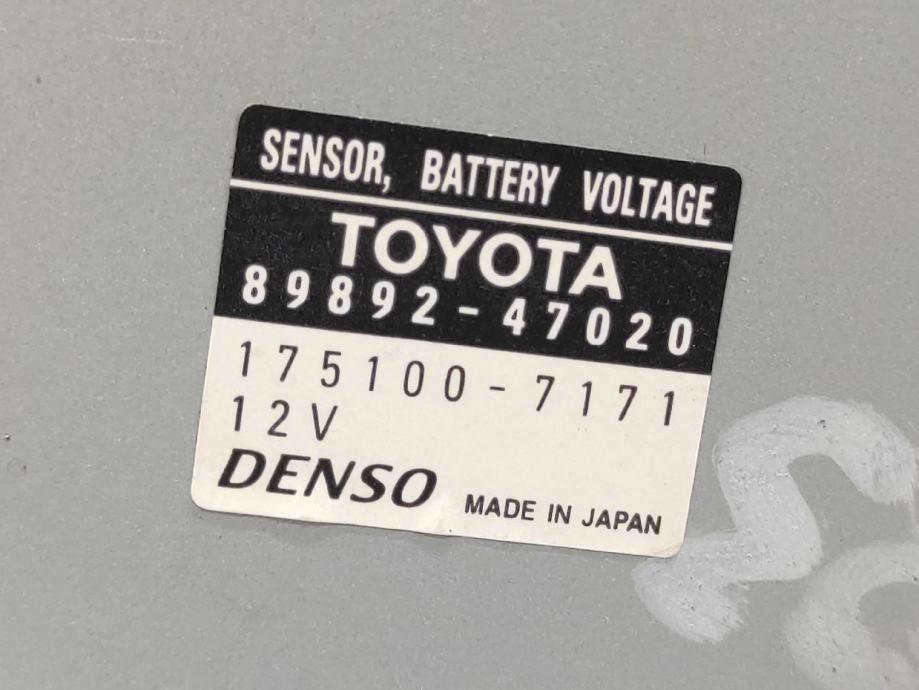 SENSOR, BATTERY VOLTAGE
TOYOTA
89892-47020
175100-7171
12V
DENSO MADE IN JAPAN